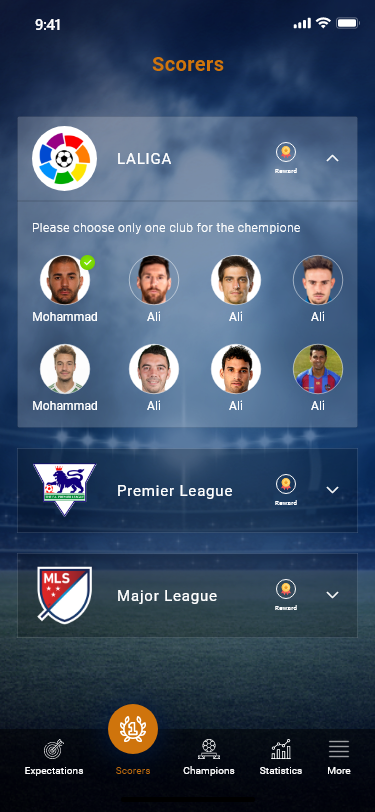 9:41
Scorers
LALIGA
Reward
Please choose only one club for the chempione
Mohammad
Ali
Ali
Ali
Mohammad
Ali
Ali
Ali
Premier League
Reward
MLS
Major League
Reward
1
Expectations
Scorers
Champions
Statistics
More